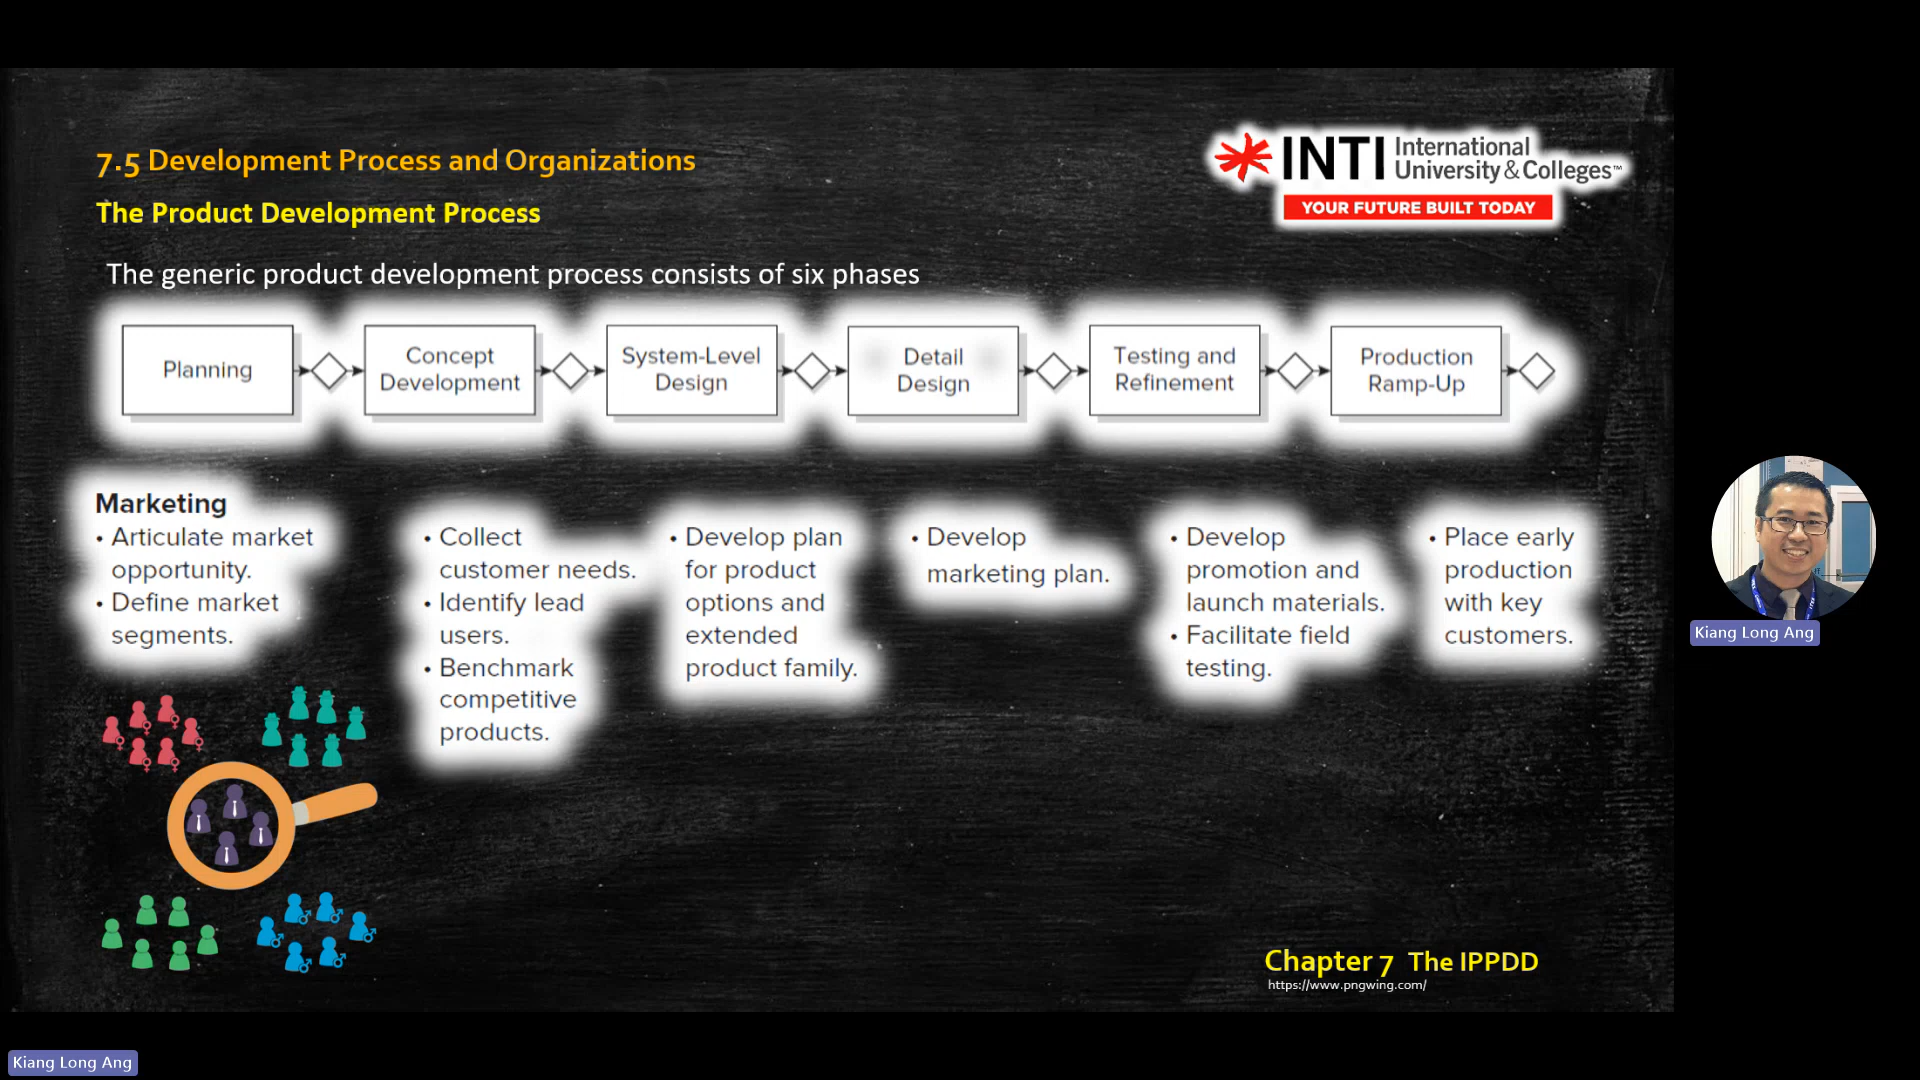 7.5 Development Process and Organizations
The Product Development Process
INTI International
University & Colleges™
YOUR FUTURE BUILT TODAY
The generic product development process consists of six phases
Planning
Concept
Development
System-Level
Design
Detail
Design
Testing and
Refinement
Production
Ramp-Up
Marketing
• Articulate market
opportunity.
• Define market
segments.
• Collect
customer needs.
• Identify lead
users.
• Benchmark
competitive
products.
• Develop plan
for product
options and
extended
product family.
• Develop
marketing plan.
• Develop
promotion and
launch materials.
• Facilitate field
testing.
• Place early
production
with key
customers.
Kiang Long Ang
Chapter 7 The IPPDD
https://www.pngwing.com/
Kiang Long Ang